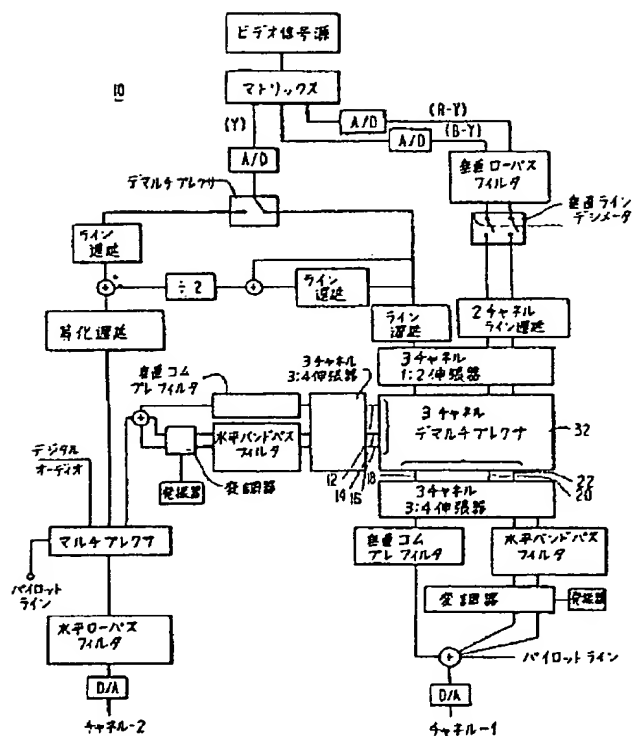 ビデオ信号源
10
マトリックス
(Y)
(R-Y)
A/D
(B-Y)
A/D
A/D
デマルチプレクサ
垂直ローパス
フィルタ
垂直ライン
デシメータ
ライン
遅延
÷2
ライン
遅延
ライン
遅延
2チャネル
ライン遅延
等化遅延
3チャネル
1:2伸張器
垂直コム
プレフィルタ
3チャネル
3:4伸張器
3チャネル
デマルチプレクサ
32
デジタル
オーディオ
水平バンドパス
フィルタ
12
14
16
18
22
20
発振器
変調器
3チャネル
3:4伸張器
マルチプレクサ
垂直コム
プレフィルタ
水平バンドパス
フィルタ
パイロット
ライン
変調器
発振器
水平ローパス
フィルタ
パイロットライン
D/A
D/A
チャネル-2
チャネル-1